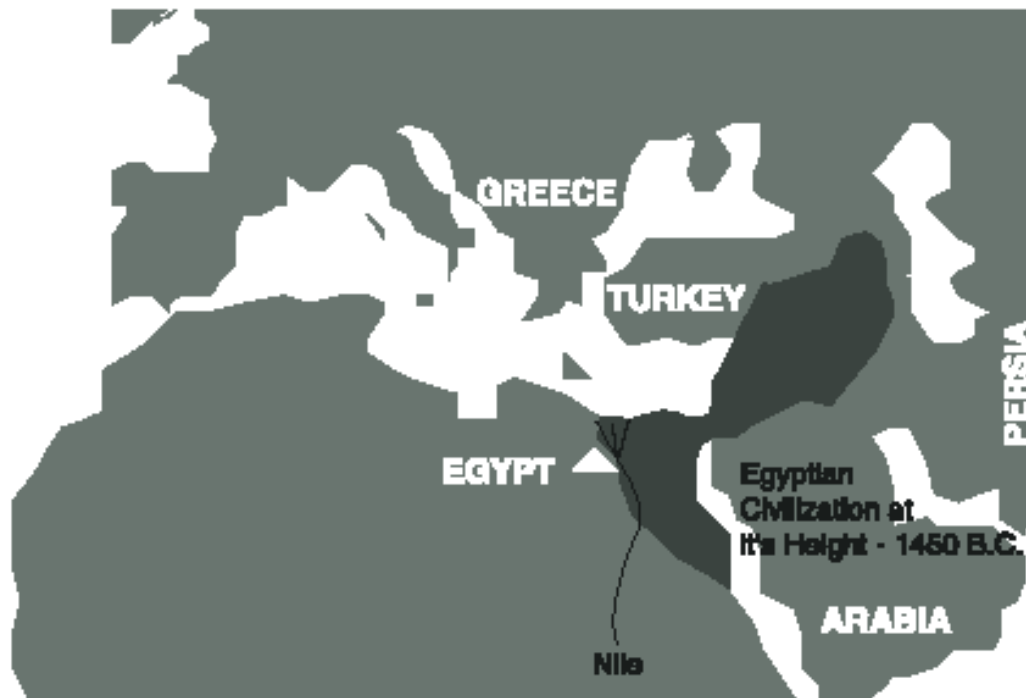 GREECE
TURKEY
PERSIA
EGYPT
Egyptian
Civilization at
It's Height - 1450 B.C.
ARABIA
Nile